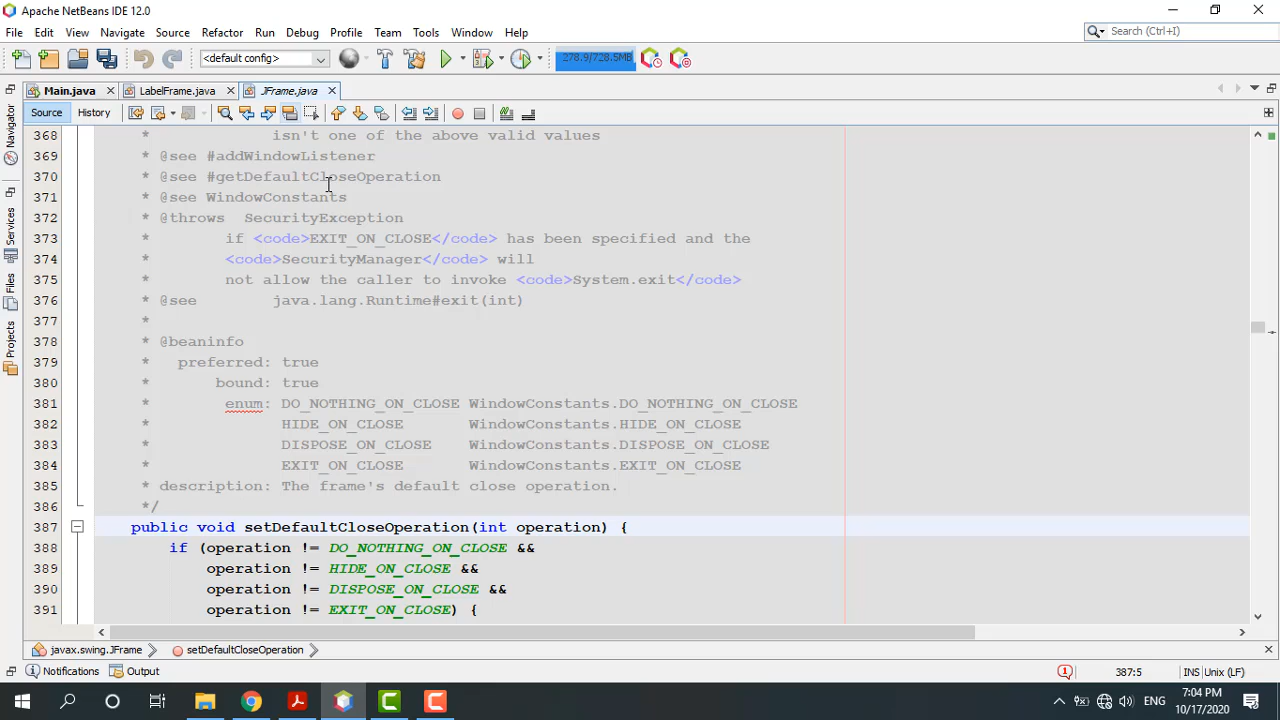 Apache NetBeans IDE 12.0
File Edit View Navigate Source Refactor Run Debug Profile Team Tools Window Help
Search (Ctrl+I)
<default config>
278.9/728.5MB
Main.java LabelFrame.java JFrame.java
Source History
Navigator
Services
Files
Projects
368 * isn't one of the above valid values
369 * @see #addWindowListener
370 * @see #getDefaultCloseOperation
371 * @see WindowConstants
372 * @throws SecurityException
373 * if <code>EXIT_ON_CLOSE</code> has been specified and the
374 * <code>SecurityManager</code> will
375 * not allow the caller to invoke <code>System.exit</code>
376 * @see java.lang.Runtime#exit(int)
377 *
378 * @beaninfo
379 * preferred: true
380 * bound: true
381 * enum: DO_NOTHING_ON_CLOSE WindowConstants.DO_NOTHING_ON_CLOSE
382 * HIDE_ON_CLOSE WindowConstants.HIDE_ON_CLOSE
383 * DISPOSE_ON_CLOSE WindowConstants.DISPOSE_ON_CLOSE
384 * EXIT_ON_CLOSE WindowConstants.EXIT_ON_CLOSE
385 * description: The frame's default close operation.
386 */
387 public void setDefaultCloseOperation(int operation) {
388 if (operation != DO_NOTHING_ON_CLOSE &&
389 operation != HIDE_ON_CLOSE &&
390 operation != DISPOSE_ON_CLOSE &&
391 operation != EXIT_ON_CLOSE) {
javax.swing.JFrame setDefaultCloseOperation
Notifications Output 387:5 INS Unix (LF)
ENG 7:04 PM
10/17/2020